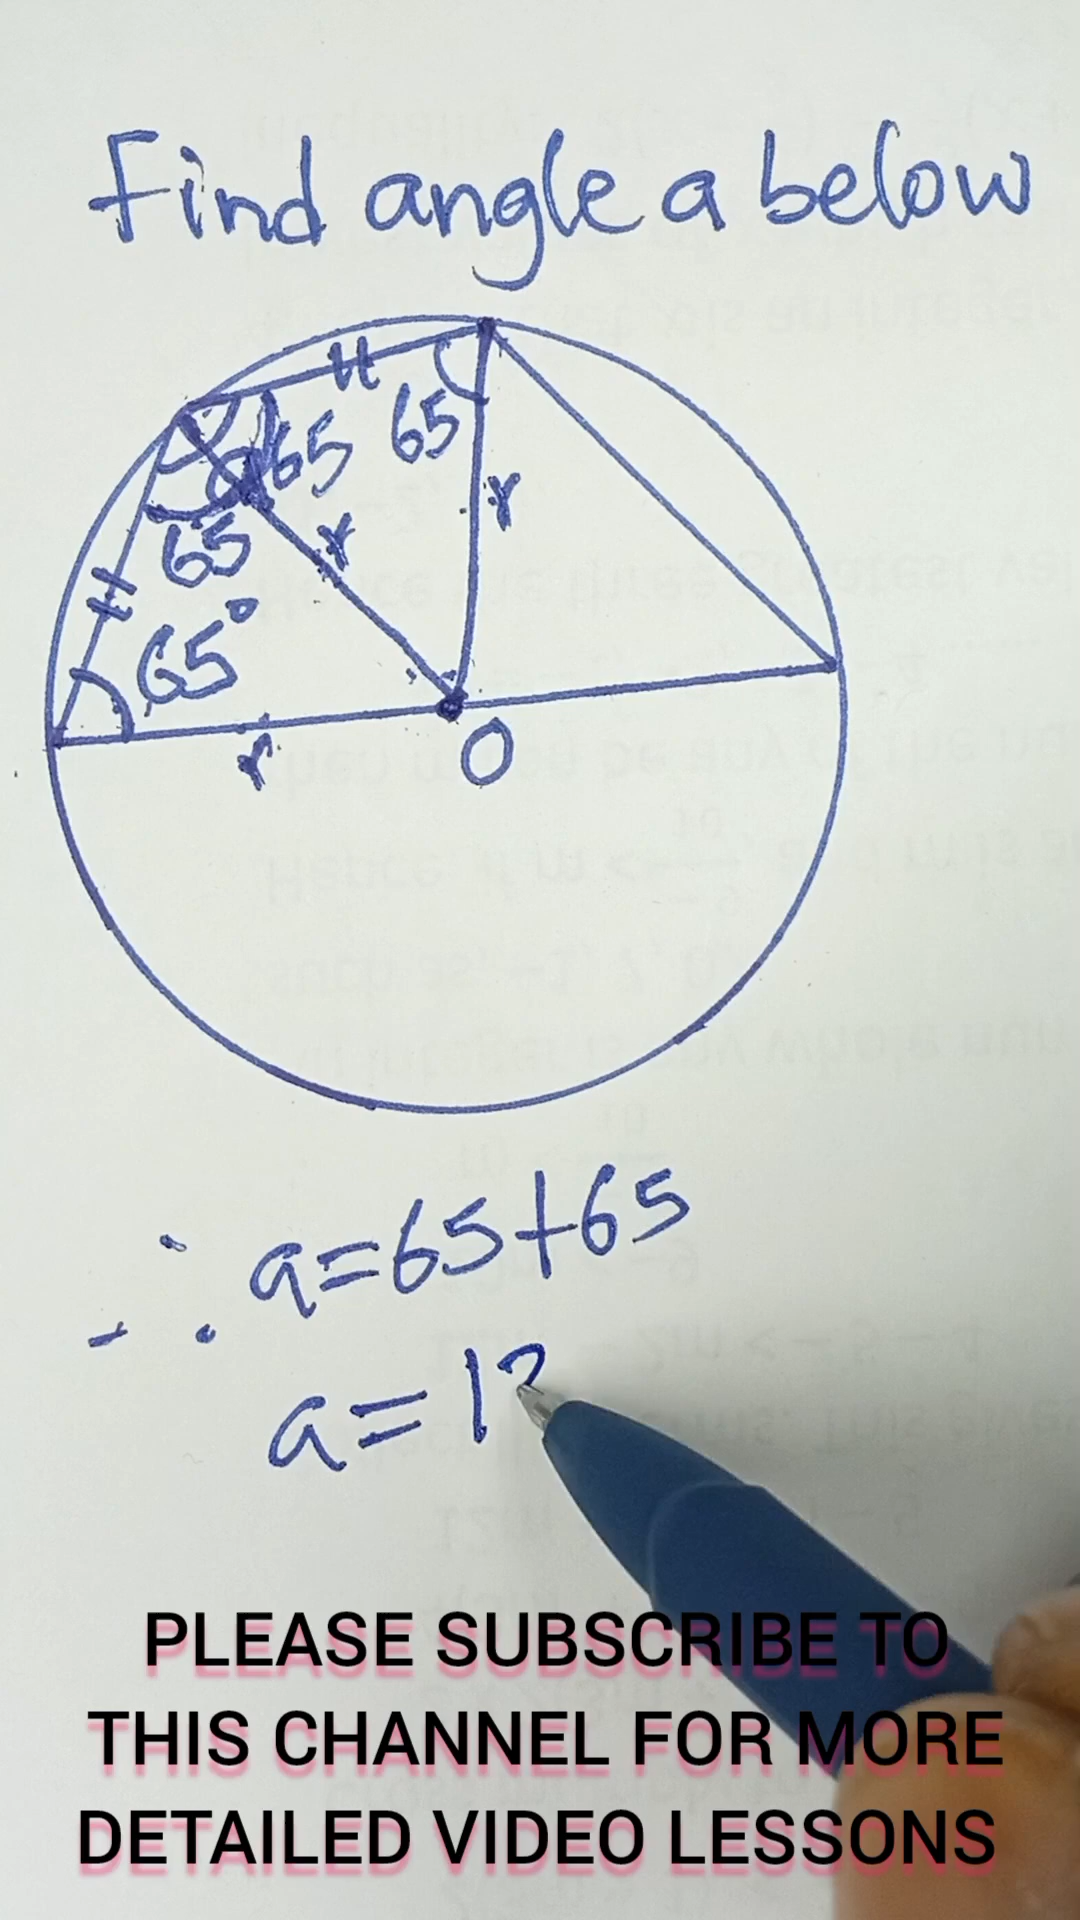 Find angle a below
65
65
a
r
65
r
65°
r
O
∴ a=65+65
a=13
PLEASE SUBSCRIBE TO
THIS CHANNEL FOR MORE
DETAILED VIDEO LESSONS